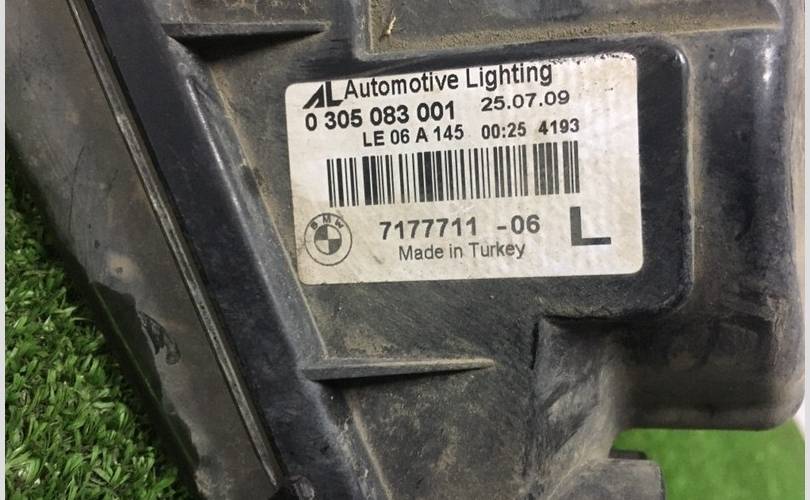 AL Automotive Lighting
0 305 083 001 25.07.09
LE 06 A 145 00:25 4193
BMW
7177711 -06 L
Made in Turkey